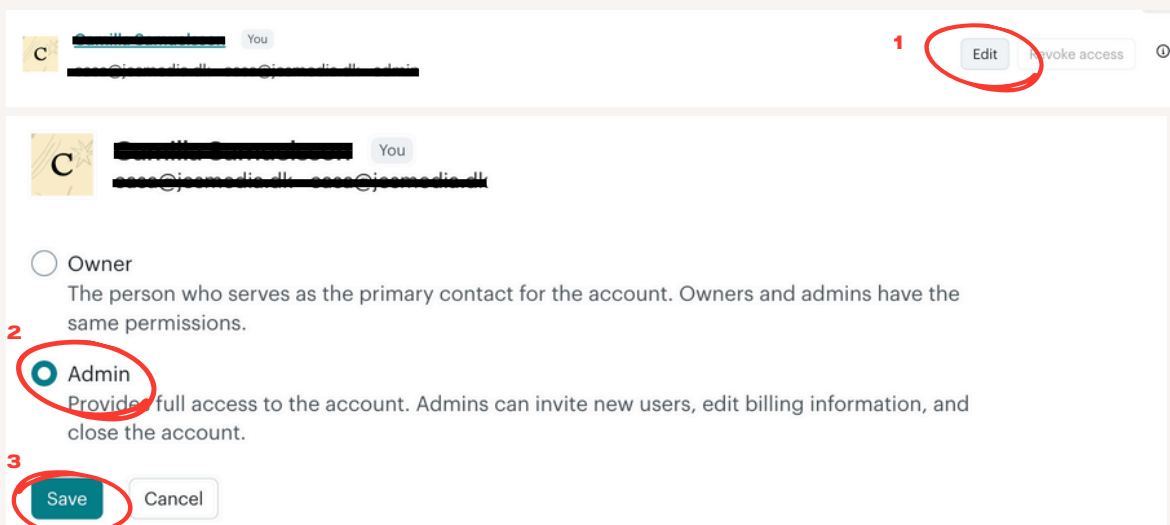 C
You
1
Edit
Revoke access
C
You
Owner
The person who serves as the primary contact for the account. Owners and admins have the
same permissions.
2
Admin
Provides full access to the account. Admins can invite new users, edit billing information, and
close the account.
3
Save
Cancel